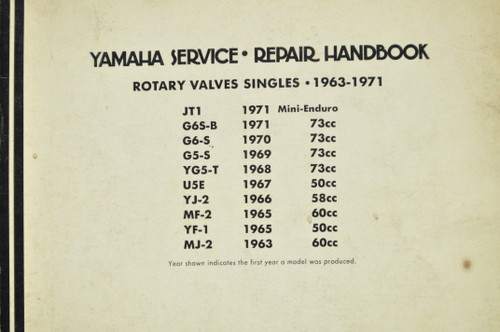 YAMAHA SERVICE • REPAIR HANDBOOK
ROTARY VALVES SINGLES • 1963-1971
JT1 1971 Mini-Enduro
G6S-B 1971 73cc
G6-S 1970 73cc
G5-S 1969 73cc
YG5-T 1968 73cc
U5E 1967 50cc
YJ-2 1966 58cc
MF-2 1965 60cc
YF-1 1965 50cc
MJ-2 1963 60cc
Year shown indicates the first year a model was produced.